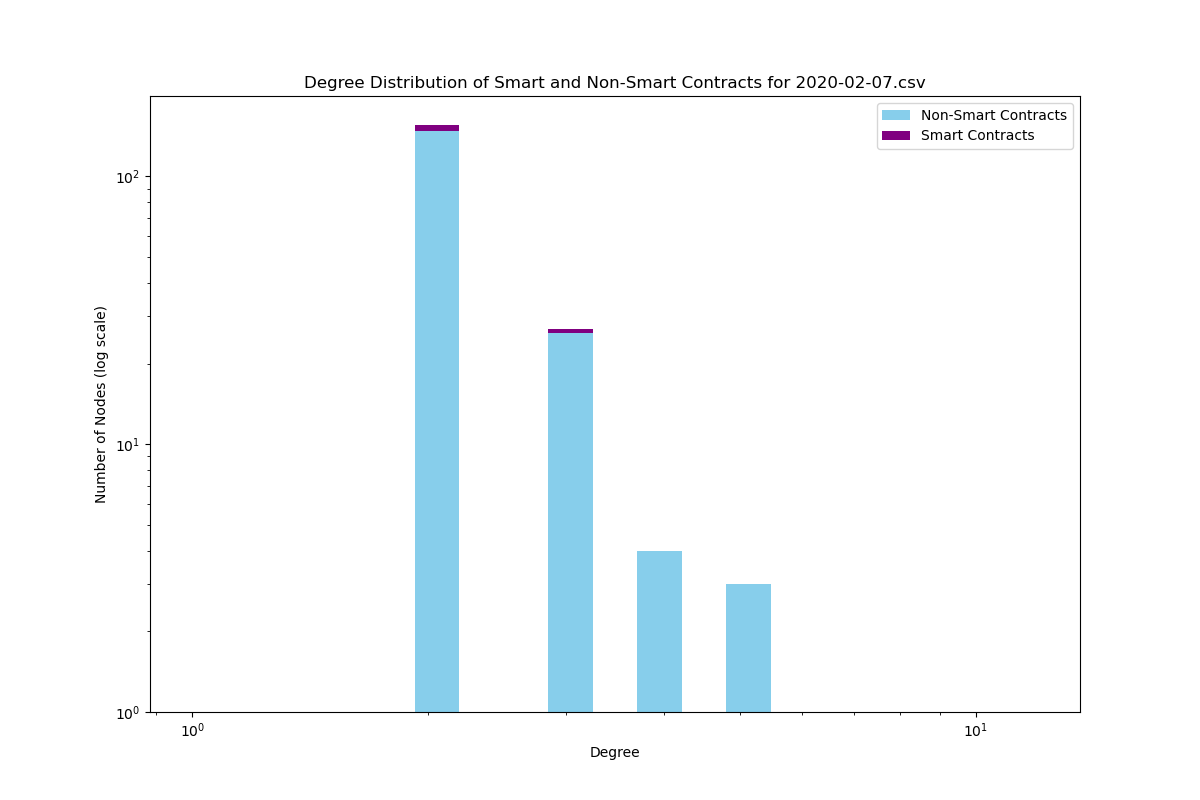 Degree Distribution of Smart and Non-Smart Contracts for 2020-02-07.csv
Non-Smart Contracts
Smart Contracts
10²
10¹
10⁰
Number of Nodes (log scale)
10⁰ 10¹
Degree